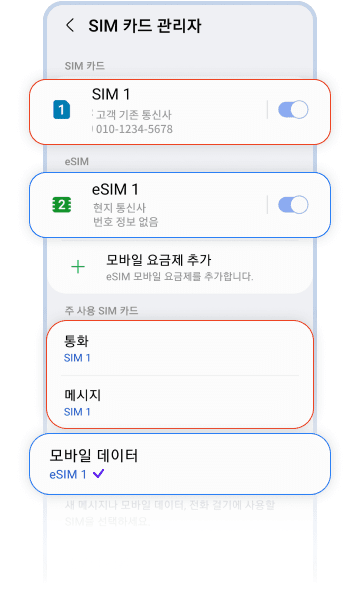 SIM 카드 관리자
SIM 카드
1
SIM 1
고객 기존 통신사
010-1234-5678
eSIM
2
eSIM 1
현지 통신사
번호 정보 없음
모바일 요금제 추가
eSIM 모바일 요금제를 추가합니다.
주 사용 SIM 카드
통화
SIM 1
메시지
SIM 1
모바일 데이터
eSIM 1
새 메시지나 모바일 데이터, 전화 걸기에 사용할
SIM을 선택하세요.